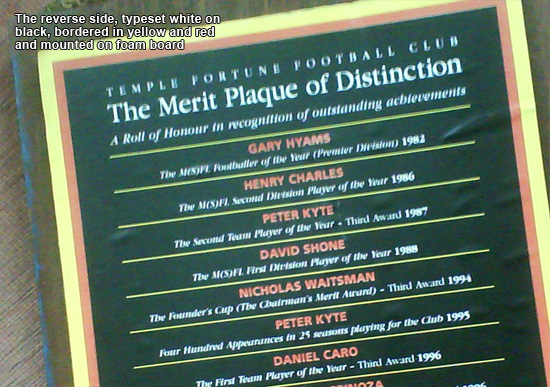 The reverse side, typeset white on
black, bordered in yellow and red
and mounted on foam board
TEMPLE FORTUNE FOOTBALL CLUB
The Merit Plaque of Distinction
A Roll of Honour in recognition of outstanding achievements
GARY HYAMS
The M(S)FL Footballer of the Year (Premier Division) 1982
HENRY CHARLES
The M(S)FL Second Division Player of the Year 1986
PETER KYTE
The Second Team Player of the Year - Third Award 1987
DAVID SHONE
The M(S)FL First Division Player of the Year 1988
NICHOLAS WAITSMAN
The Founder's Cup (The Chairman's Merit Award) - Third Award 1994
PETER KYTE
Four Hundred Appearances in 25 seasons playing for the Club 1995
DANIEL CARO
The First Team Player of the Year - Third Award 1996